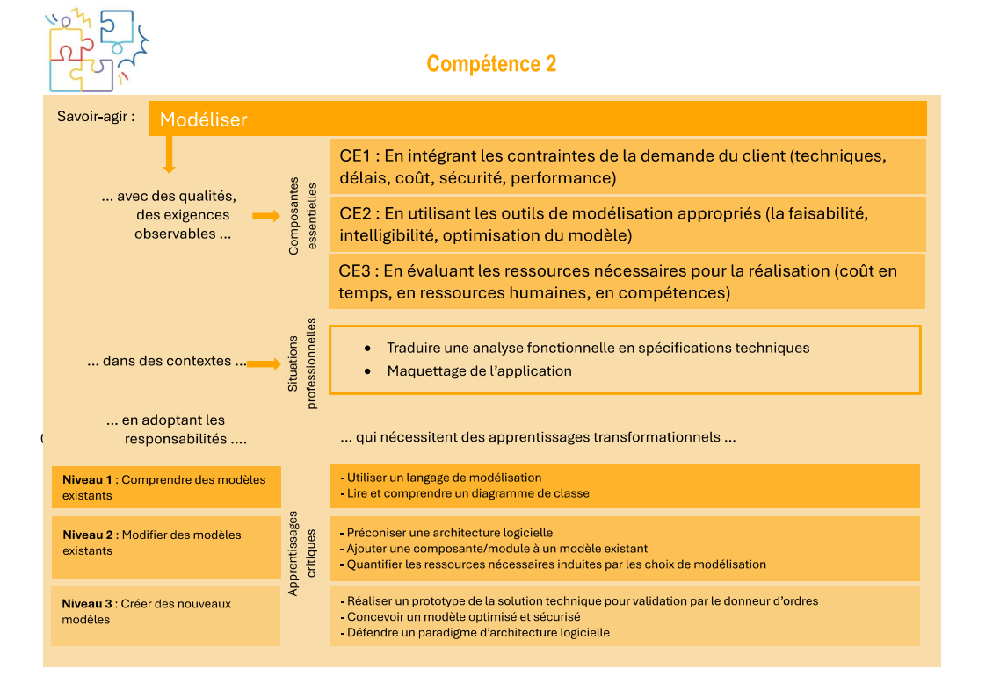 Compétence 2
Savoir-agir :
Modéliser
... avec des qualités,
des exigences
observables ...
Composantes
essentielles
CE1 : En intégrant les contraintes de la demande du client (techniques,
délais, coût, sécurité, performance)
CE2 : En utilisant les outils de modélisation appropriés (la faisabilité,
intelligibilité, optimisation du modèle)
CE3 : En évaluant les ressources nécessaires pour la réalisation (coût en
temps, en ressources humaines, en compétences)
... dans des contextes ...
Situations
professionnelles
• Traduire une analyse fonctionnelle en spécifications techniques
• Maquettage de l’application
... en adoptant les
responsabilités ....
... qui nécessitent des apprentissages transformationnels ...
Apprentissages
critiques
Niveau 1 : Comprendre des modèles
existants
- Utiliser un langage de modélisation
- Lire et comprendre un diagramme de classe
Niveau 2 : Modifier des modèles
existants
- Préconiser une architecture logicielle
- Ajouter une composante/module à un modèle existant
- Quantifier les ressources nécessaires induites par les choix de modélisation
Niveau 3 : Créer des nouveaux
modèles
- Réaliser un prototype de la solution technique pour validation par le donneur d’ordres
- Concevoir un modèle optimisé et sécurisé
- Défendre un paradigme d’architecture logicielle